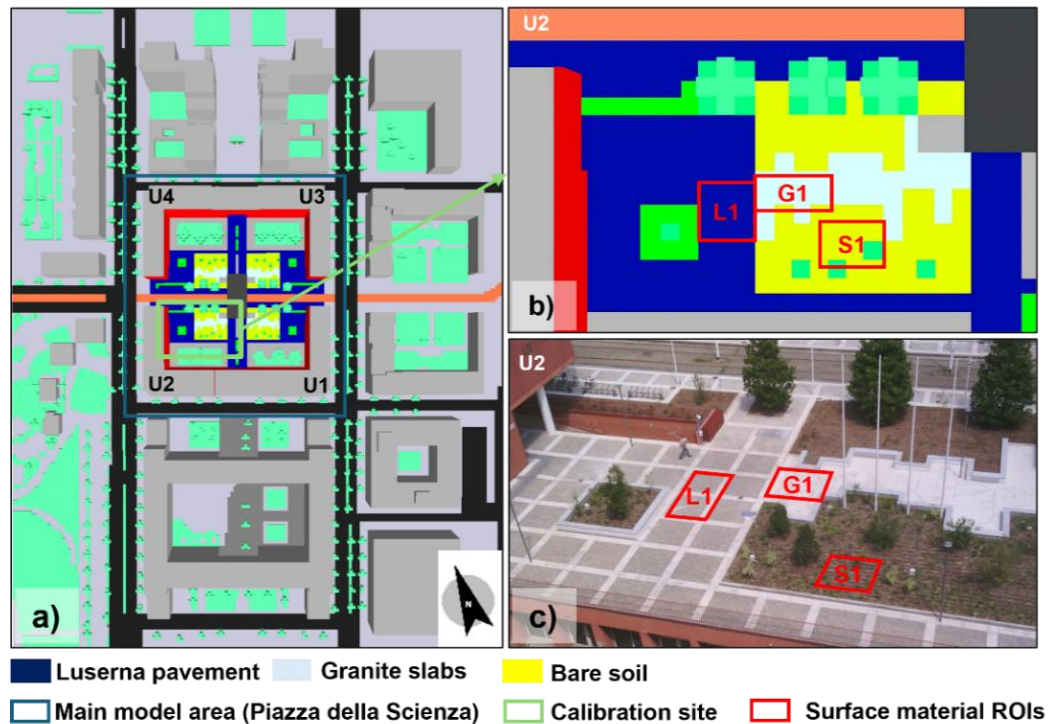 U4
U3
U2
U1
N
a)
U2
L1
G1
S1
b)
U2
L1
G1
S1
c)
Luserna pavement
Granite slabs
Bare soil
Main model area (Piazza della Scienza)
Calibration site
Surface material ROIs